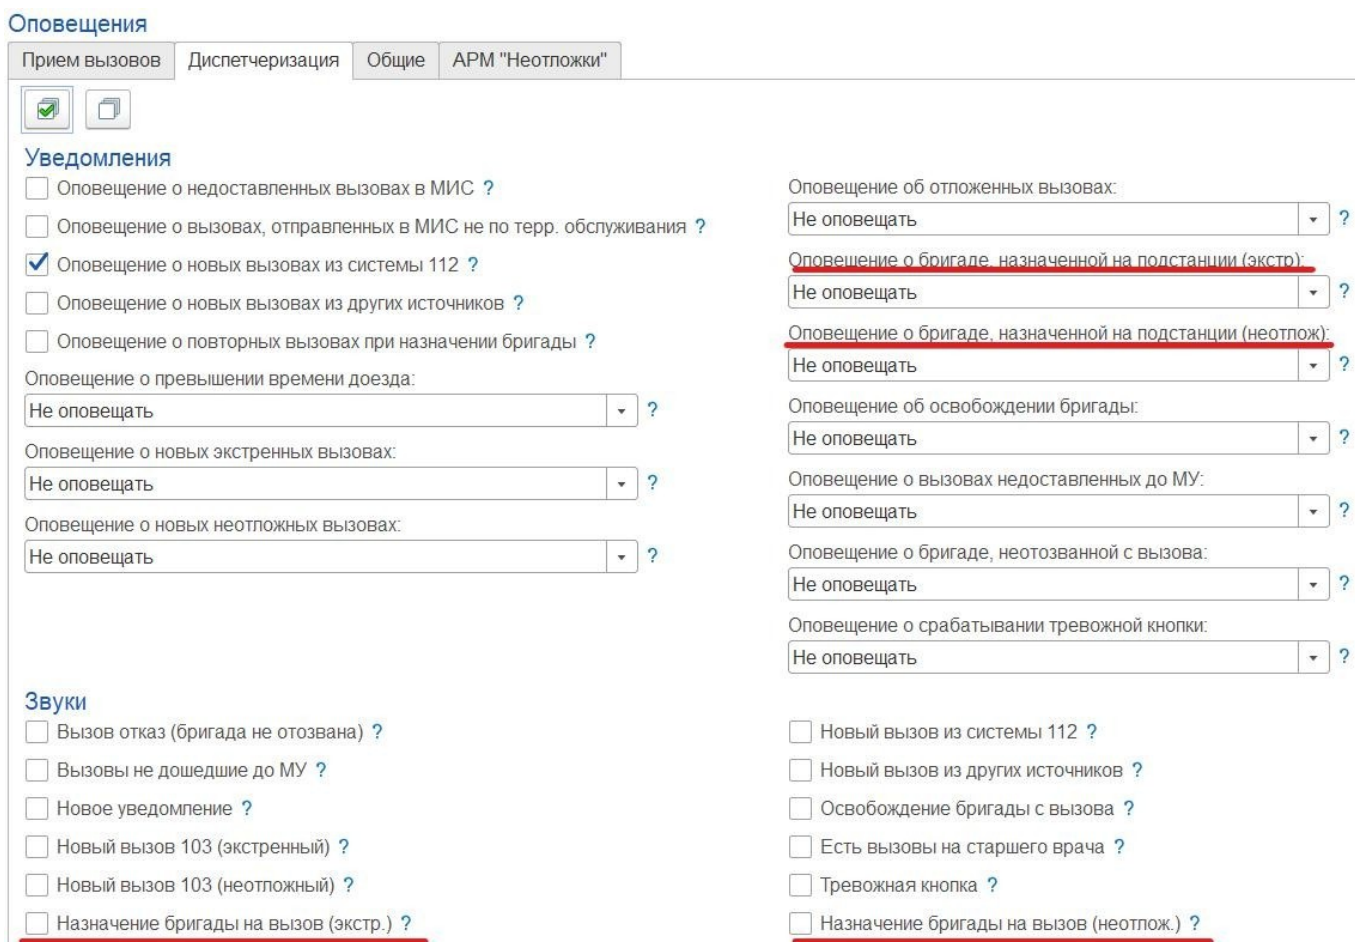 Оповещения
Прием вызовов
Диспетчеризация
Общие
АРМ "Неотложки"
Уведомления
Оповещение о недоставленных вызовах в МИС ?
Оповещение о вызовах, отправленных в МИС не по терр. обслуживания ?
Оповещение о новых вызовах из системы 112 ?
Оповещение о новых вызовах из других источников ?
Оповещение о повторных вызовах при назначении бригады ?
Оповещение о превышении времени доезда:
Не оповещать ?
Оповещение о новых экстренных вызовах:
Не оповещать ?
Оповещение о новых неотложных вызовах:
Не оповещать ?
Оповещение об отложенных вызовах:
Не оповещать ?
Оповещение о бригаде, назначенной на подстанции (экстр):
Не оповещать ?
Оповещение о бригаде, назначенной на подстанции (неотлож):
Не оповещать ?
Оповещение об освобождении бригады:
Не оповещать ?
Оповещение о вызовах недоставленных до МУ:
Не оповещать ?
Оповещение о бригаде, неотозванной с вызова:
Не оповещать ?
Оповещение о срабатывании тревожной кнопки:
Не оповещать ?
Звуки
Вызов отказ (бригада не отозвана) ?
Вызовы не дошедшие до МУ ?
Новое уведомление ?
Новый вызов 103 (экстренный) ?
Новый вызов 103 (неотложный) ?
Назначение бригады на вызов (экстр.) ?
Новый вызов из системы 112 ?
Новый вызов из других источников ?
Освобождение бригады с вызова ?
Есть вызовы на старшего врача ?
Тревожная кнопка ?
Назначение бригады на вызов (неотлож.) ?